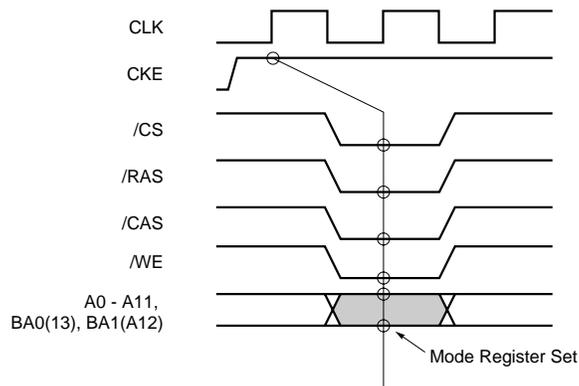 CLK
CKE
/CS
/RAS
/CAS
/WE
A0 - A11,
BA0(13), BA1(A12)
Mode Register Set